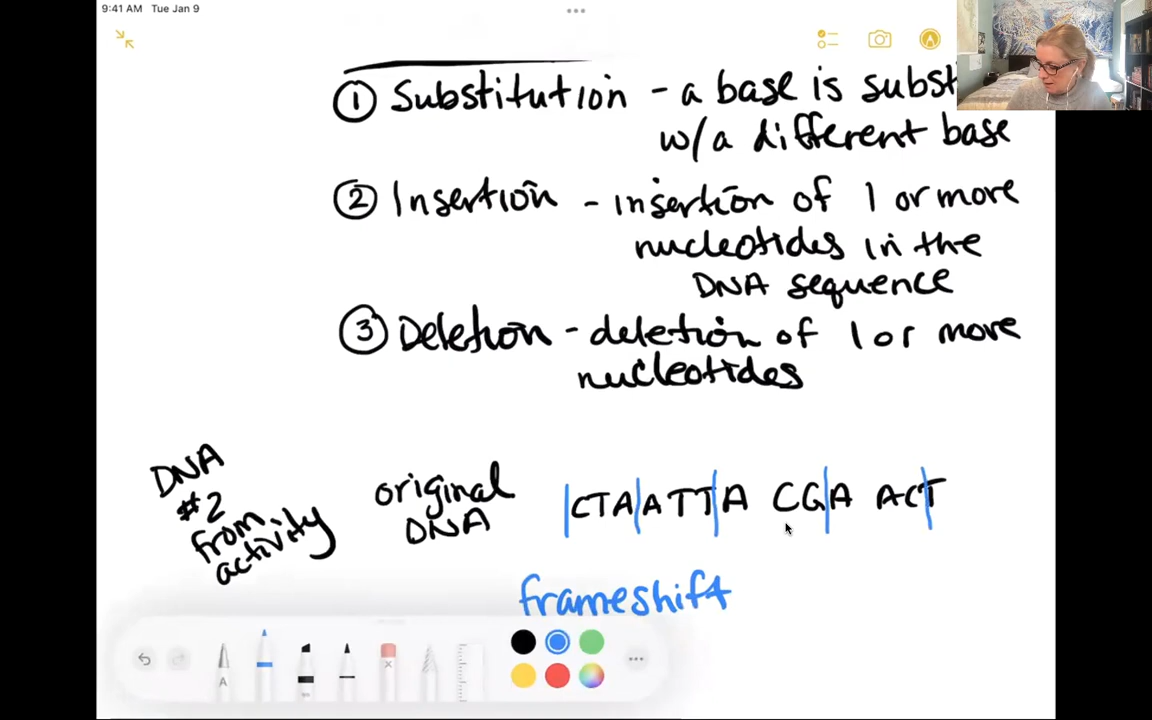 9:41 AM Tue Jan 9
① Substitution - a base is subst
w/a different base
② Insertion - insertion of 1 or more
nucleotides in the
DNA sequence
③ Deletion - deletion of 1 or more
nucleotides
DNA
#2
from
activity
original
DNA
|CTA|ATT|A CG|A AC|T
frameshift
A